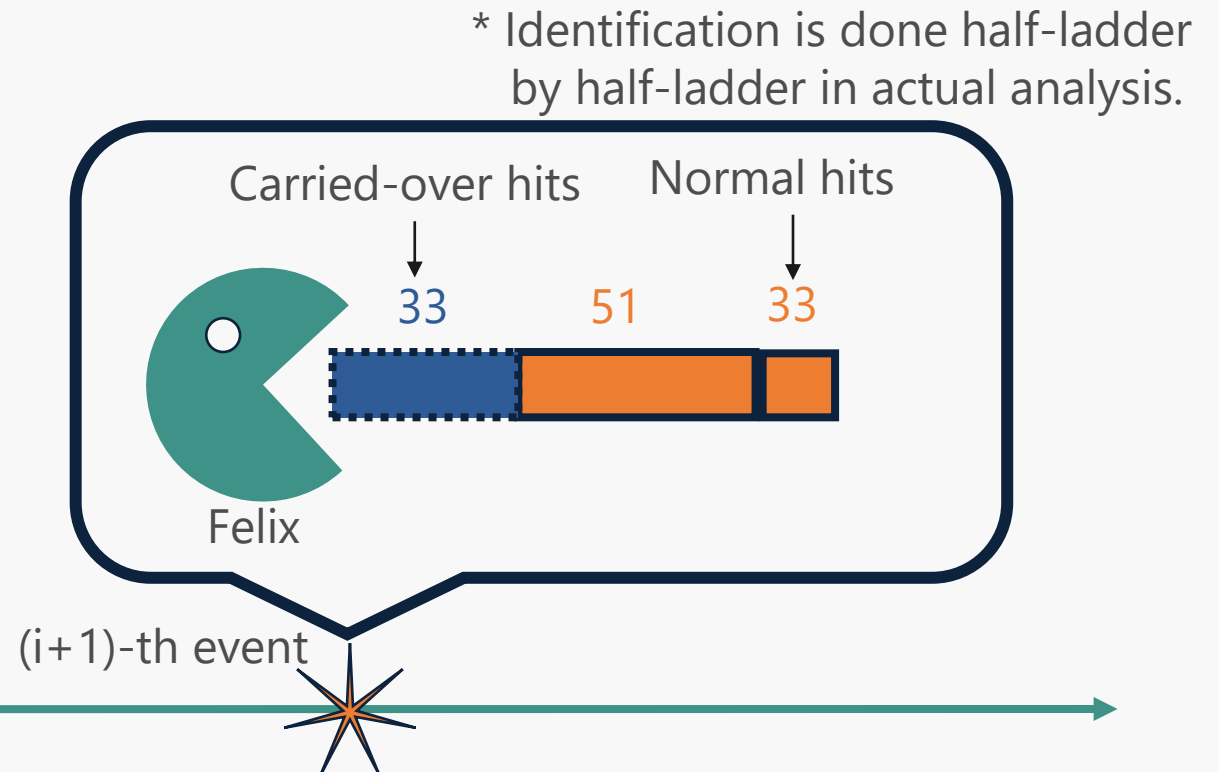 * Identification is done half-ladder
by half-ladder in actual analysis.
Carried-over hits
Normal hits
33
51
33
Felix
(i+1)-th event